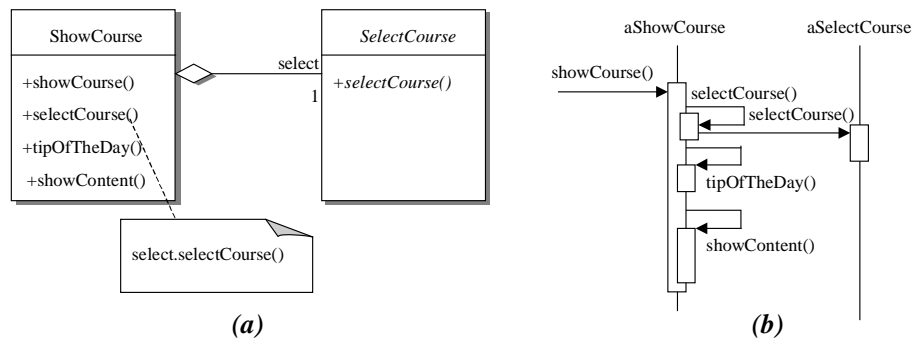 ShowCourse
+showCourse()
+selectCourse()
+tipOfTheDay()
+showContent()
select
1
SelectCourse
+selectCourse()
select.selectCourse()
(a)
aShowCourse
aSelectCourse
showCourse()
selectCourse()
selectCourse()
tipOfTheDay()
showContent()
(b)